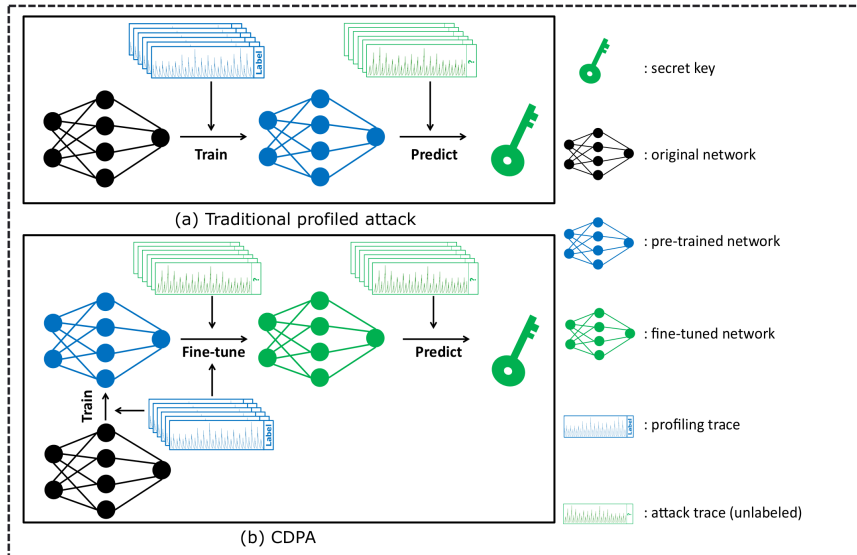 Label
?
Train
Predict
(a) Traditional profiled attack
?
?
Fine-tune
Predict
Train
Label
(b) CDPA
: secret key
: original network
: pre-trained network
: fine-tuned network
Label
: profiling trace
?
: attack trace (unlabeled)